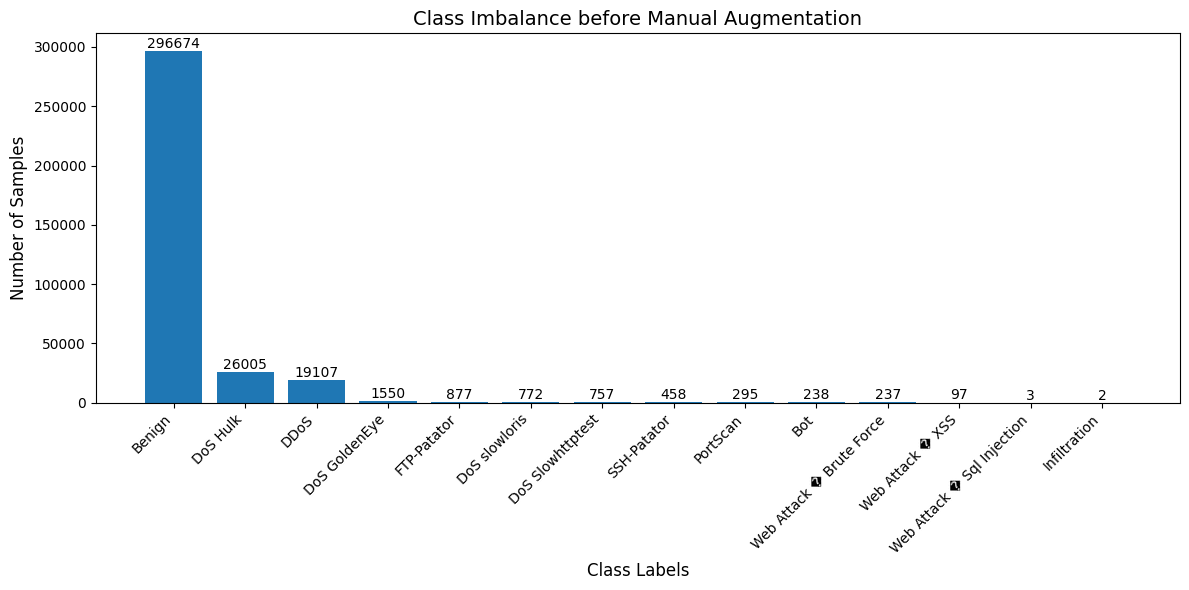 Class Imbalance before Manual Augmentation
Number of Samples
300000
250000
200000
150000
100000
50000
0
296674
26005
19107
1550
877
772
757
458
295
238
237
97
3
2
Benign
DoS Hulk
DDoS
DoS GoldenEye
FTP-Patator
DoS slowloris
DoS Slowhttptest
SSH-Patator
PortScan
Bot
Web Attack � Brute Force
Web Attack � XSS
Web Attack � Sql Injection
Infiltration
Class Labels